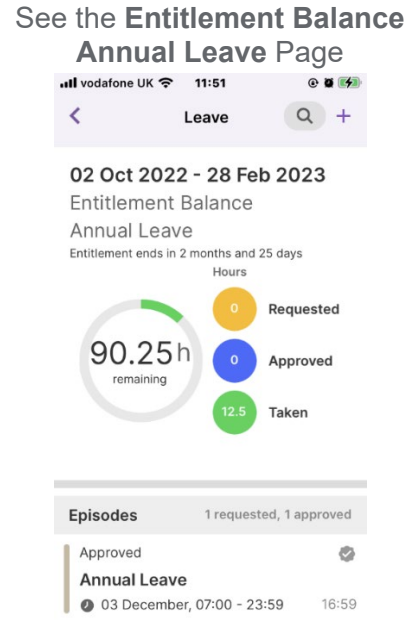 See the Entitlement Balance
Annual Leave Page
vodafone UK 11:51
Leave
02 Oct 2022 - 28 Feb 2023
Entitlement Balance
Annual Leave
Entitlement ends in 2 months and 25 days
Hours
0 Requested
90.25h
remaining
0 Approved
12.5 Taken
Episodes 1 requested, 1 approved
Approved
Annual Leave
03 December, 07:00 - 23:59 16:59